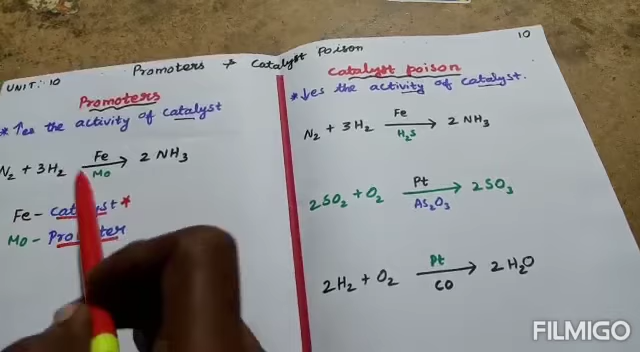 UNIT:- 10
Promoters & Catalyst Poison
10
Promoters
* ↑es the activity of catalyst
N₂ + 3H₂ Fe → Mo 2 NH₃
Fe - Catalyst *
Mo - Promoter
Catalyst poison
* ↓es the activity of catalyst.
N₂ + 3H₂ Fe → H₂S 2 NH₃
2SO₂ + O₂ Pt → As₂O₃ 2SO₃
2H₂ + O₂ Pt → CO 2H₂O
FILMIGO